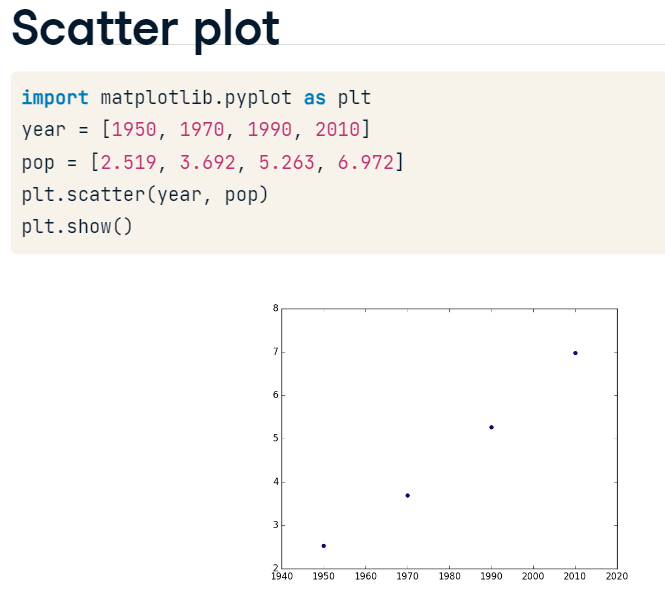 Scatter plot
import matplotlib.pyplot as plt
year = [1950, 1970, 1990, 2010]
pop = [2.519, 3.692, 5.263, 6.972]
plt.scatter(year, pop)
plt.show()
8
7
6
5
4
3
2
1940 1950 1960 1970 1980 1990 2000 2010 2020